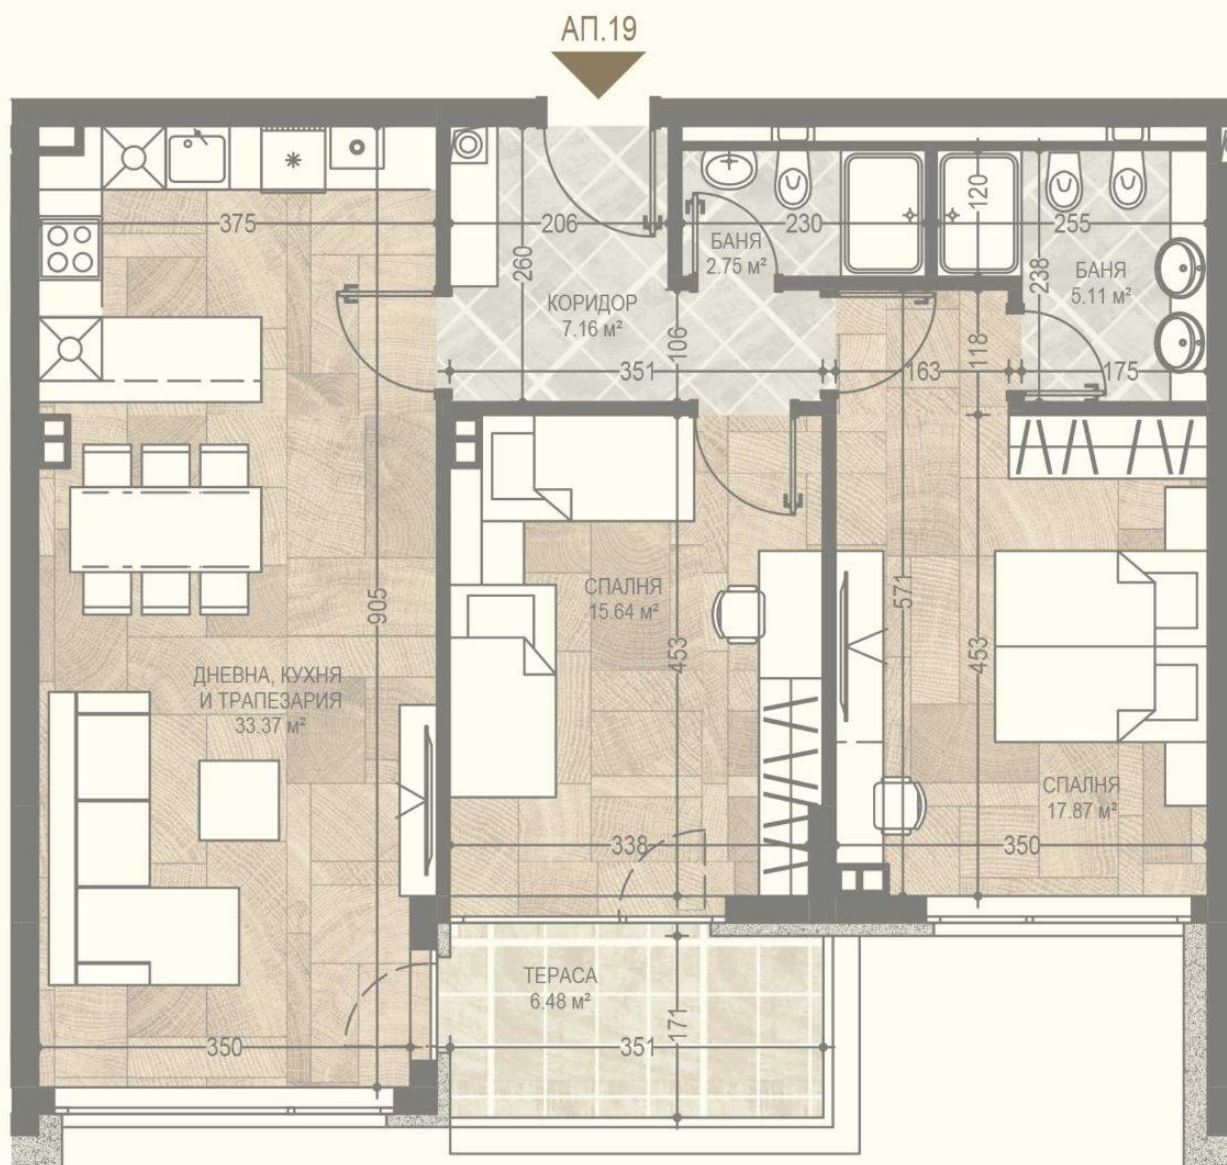 АП.19
375
206
260
230
120
255
238
БАНЯ
2.75 м²
БАНЯ
5.11 м²
КОРИДОР
7.16 м²
106
118
351
163
175
905
СПАЛНЯ
15.64 м²
453
571
453
ДНЕВНА, КУХНЯ
И ТРАПЕЗАРИЯ
33.37 м²
СПАЛНЯ
17.87 м²
338
350
ТЕРАСА
6.48 м²
171
350
351